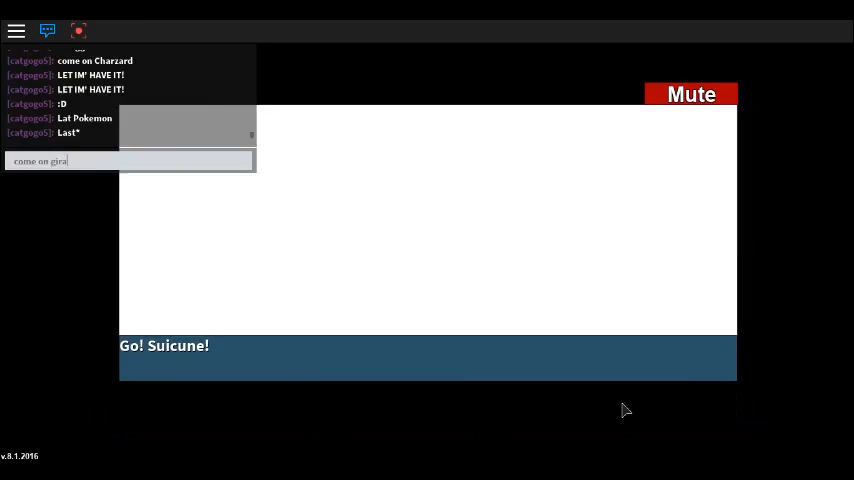 [catgogo5]: come on Charzard
[catgogo5]: LET IM' HAVE IT!
[catgogo5]: LET IM' HAVE IT!
[catgogo5]: :D
[catgogo5]: Lat Pokemon
[catgogo5]: Last*
come on gira
Mute
Go! Suicune!
v.8.1.2016